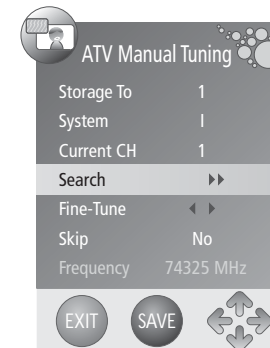 ATV Manual Tuning
Storage To 1
System I
Current CH 1
Search
Fine-Tune
Skip No
Frequency 74325 MHz
EXIT SAVE